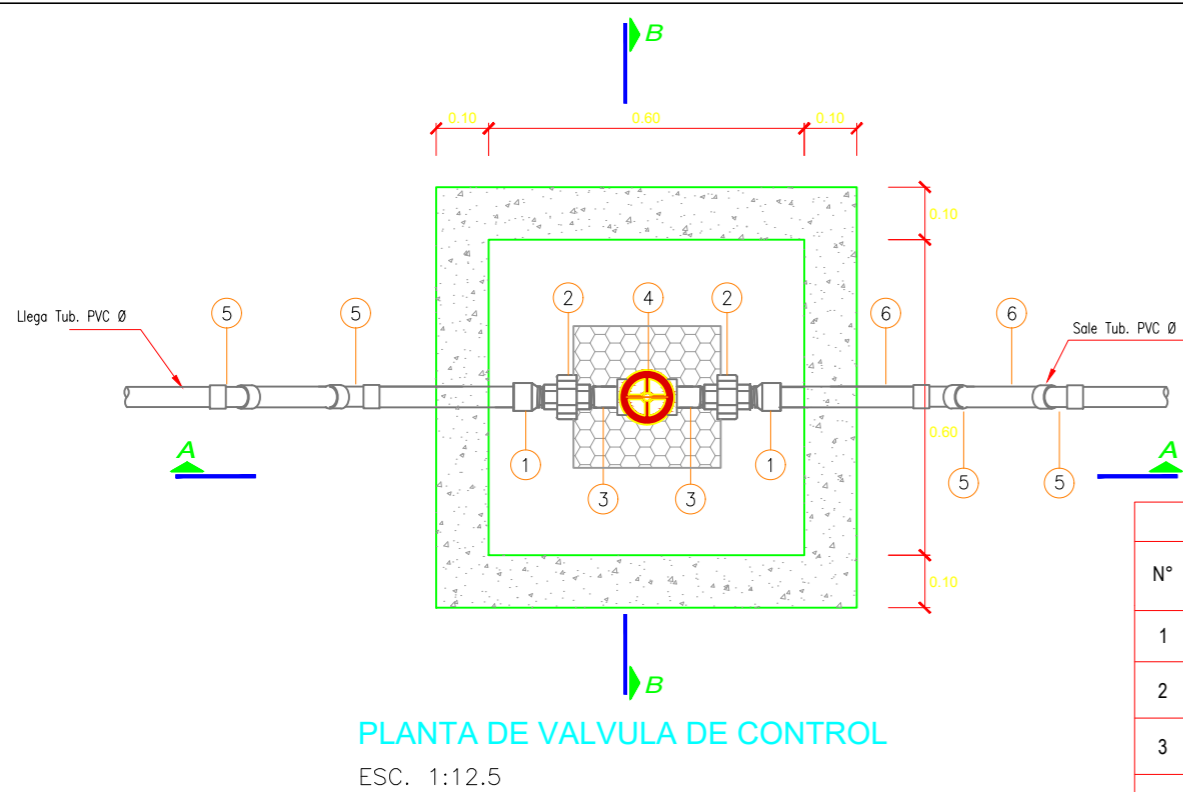 B
0.10 0.60 0.10
0.10
2 4 2
5 5 6 6
Llega Tub. PVC Ø
Sale Tub. PVC Ø
0.60
A A
1 1
3 3
5 5
0.10
N°
1
2
3
B
PLANTA DE VALVULA DE CONTROL
ESC. 1:12.5